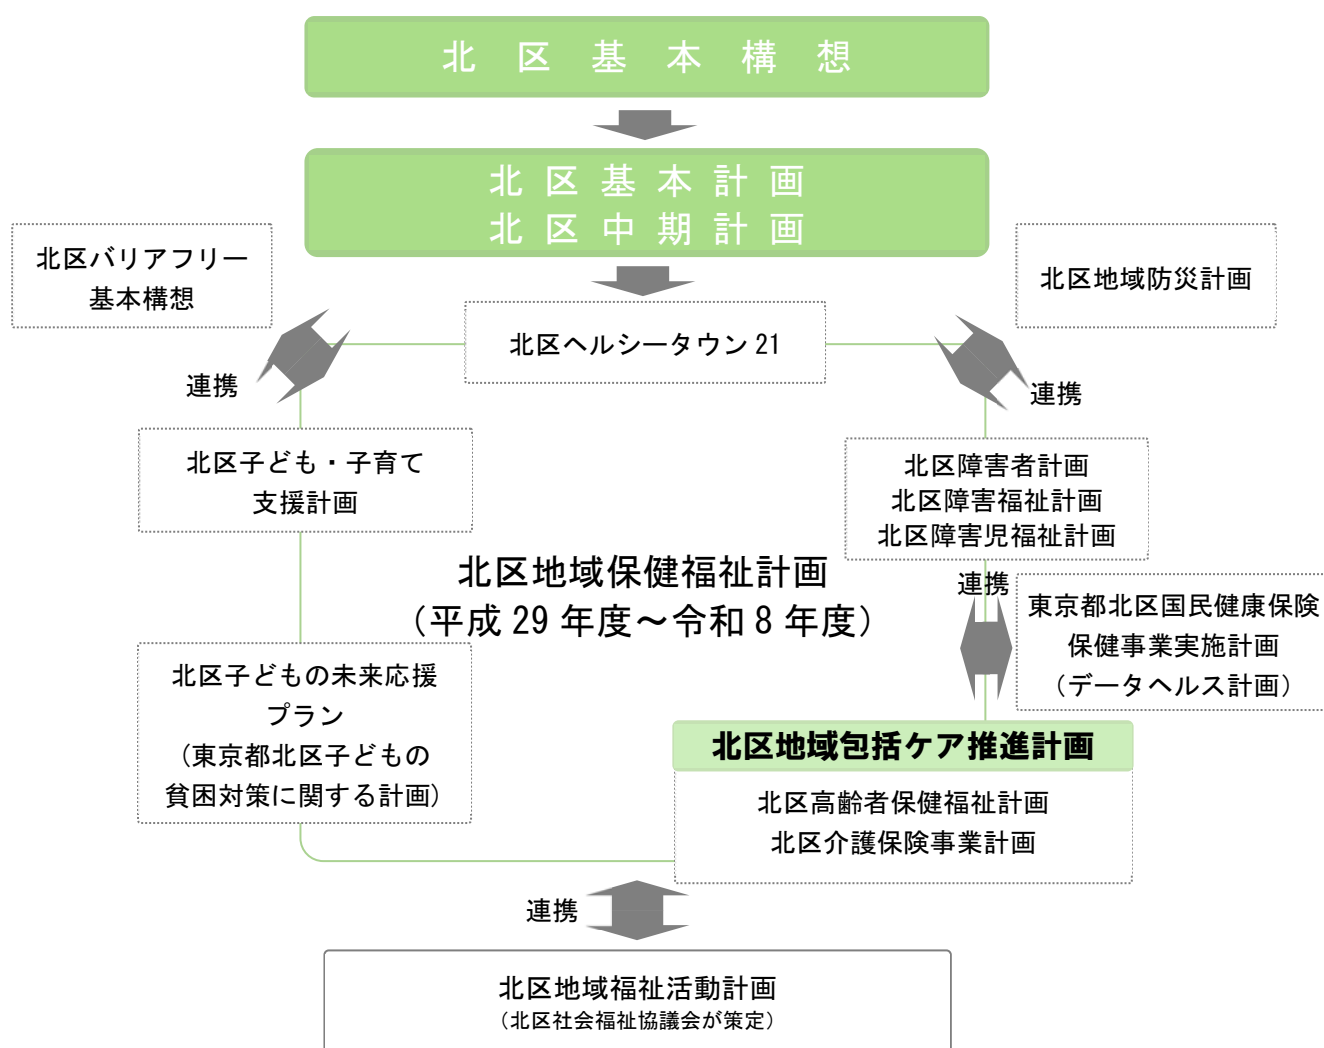 北区基本構想
北区基本計画
北区中期計画
北区バリアフリー
基本構想
北区地域防災計画
北区ヘルシータウン21
連携
連携
北区子ども・子育て
支援計画
北区障害者計画
北区障害福祉計画
北区障害児福祉計画
北区地域保健福祉計画
（平成29年度～令和8年度）
連携
東京都北区国民健康保険
保健事業実施計画
（データヘルス計画）
北区子どもの未来応援
プラン
（東京都北区子どもの
貧困対策に関する計画）
北区地域包括ケア推進計画
北区高齢者保健福祉計画
北区介護保険事業計画
連携
北区地域福祉活動計画
（北区社会福祉協議会が策定）